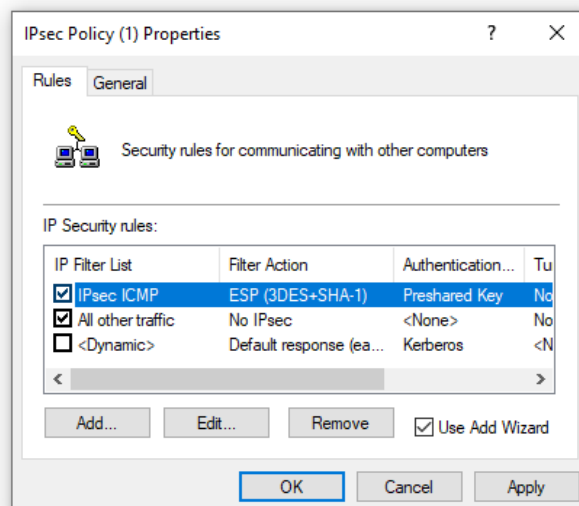 IPsec Policy (1) Properties ?
Rules General
Security rules for communicating with other computers
IP Security rules:
IP Filter List Filter Action Authentication... Tu
IPsec ICMP ESP (3DES+SHA-1) Preshared Key No
All other traffic No IPsec <None> No
<Dynamic> Default response (ea... Kerberos <N
Add... Edit... Remove Use Add Wizard
OK Cancel Apply